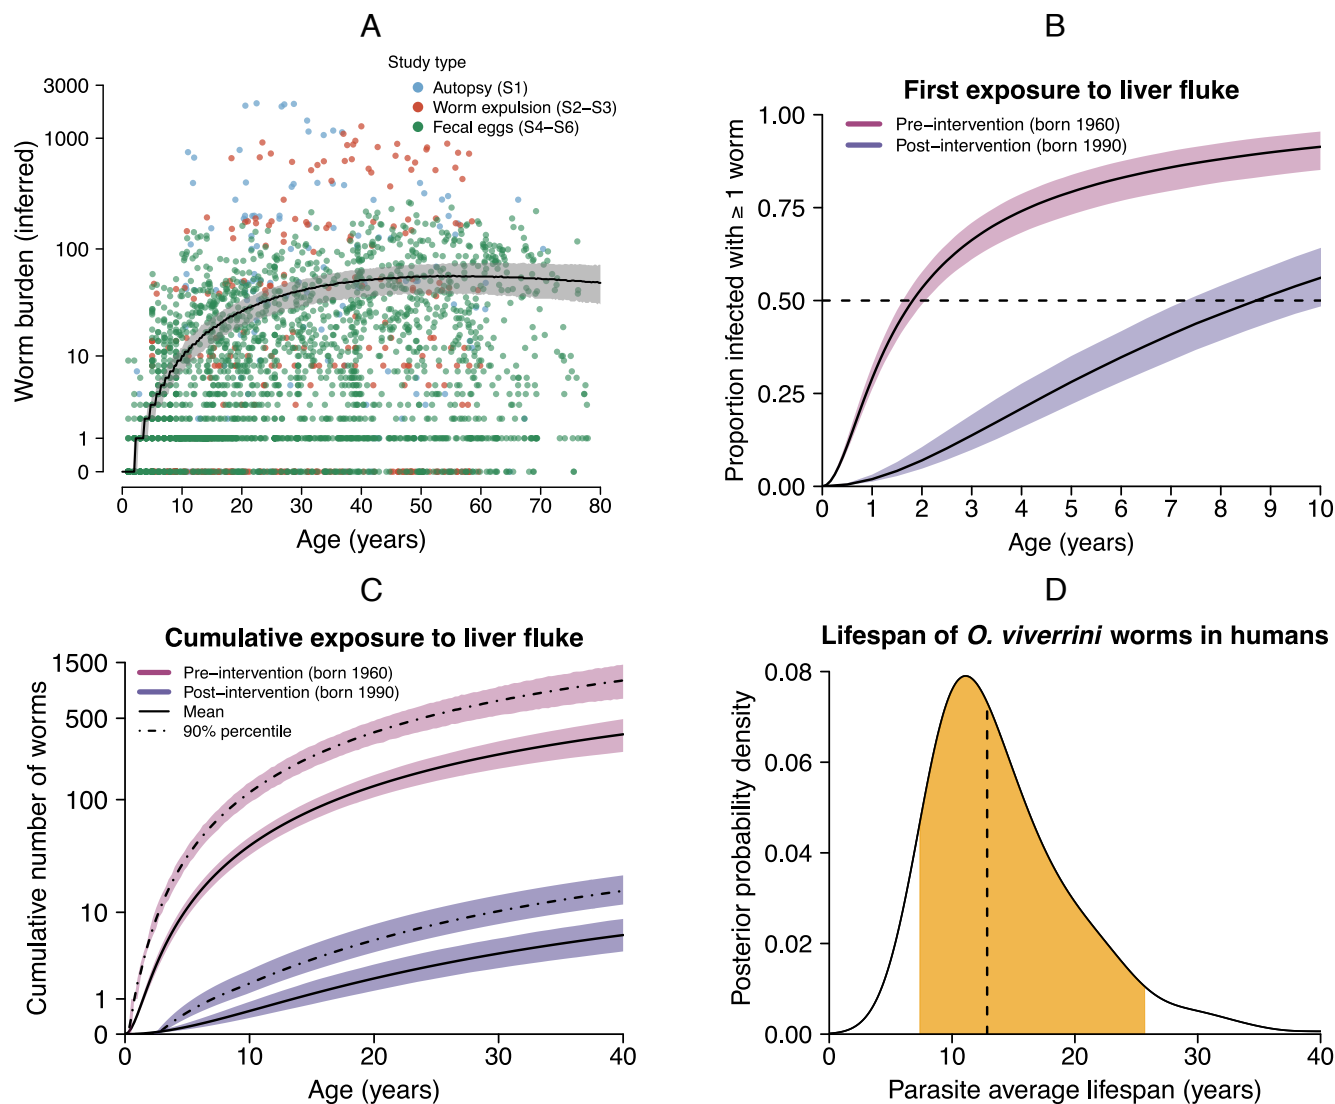 A
Study type
Autopsy (S1)
Worm expulsion (S2−S3)
Fecal eggs (S4−S6)
Worm burden (inferred)
3000
1000
100
10
1
0
0 10 20 30 40 50 60 70 80
Age (years)
B
First exposure to liver fluke
Pre−intervention (born 1960)
Post−intervention (born 1990)
Proportion infected with ≥ 1 worm
1.00
0.75
0.50
0.25
0.00
0 1 2 3 4 5 6 7 8 9 10
Age (years)
C
Cumulative exposure to liver fluke
Pre−intervention (born 1960)
Post−intervention (born 1990)
Mean
90% percentile
Cumulative number of worms
1500
500
100
10
1
0
0 10 20 30 40
Age (years)
D
Lifespan of O. viverrini worms in humans
Posterior probability density
0.08
0.06
0.04
0.02
0.00
0 10 20 30 40
Parasite average lifespan (years)